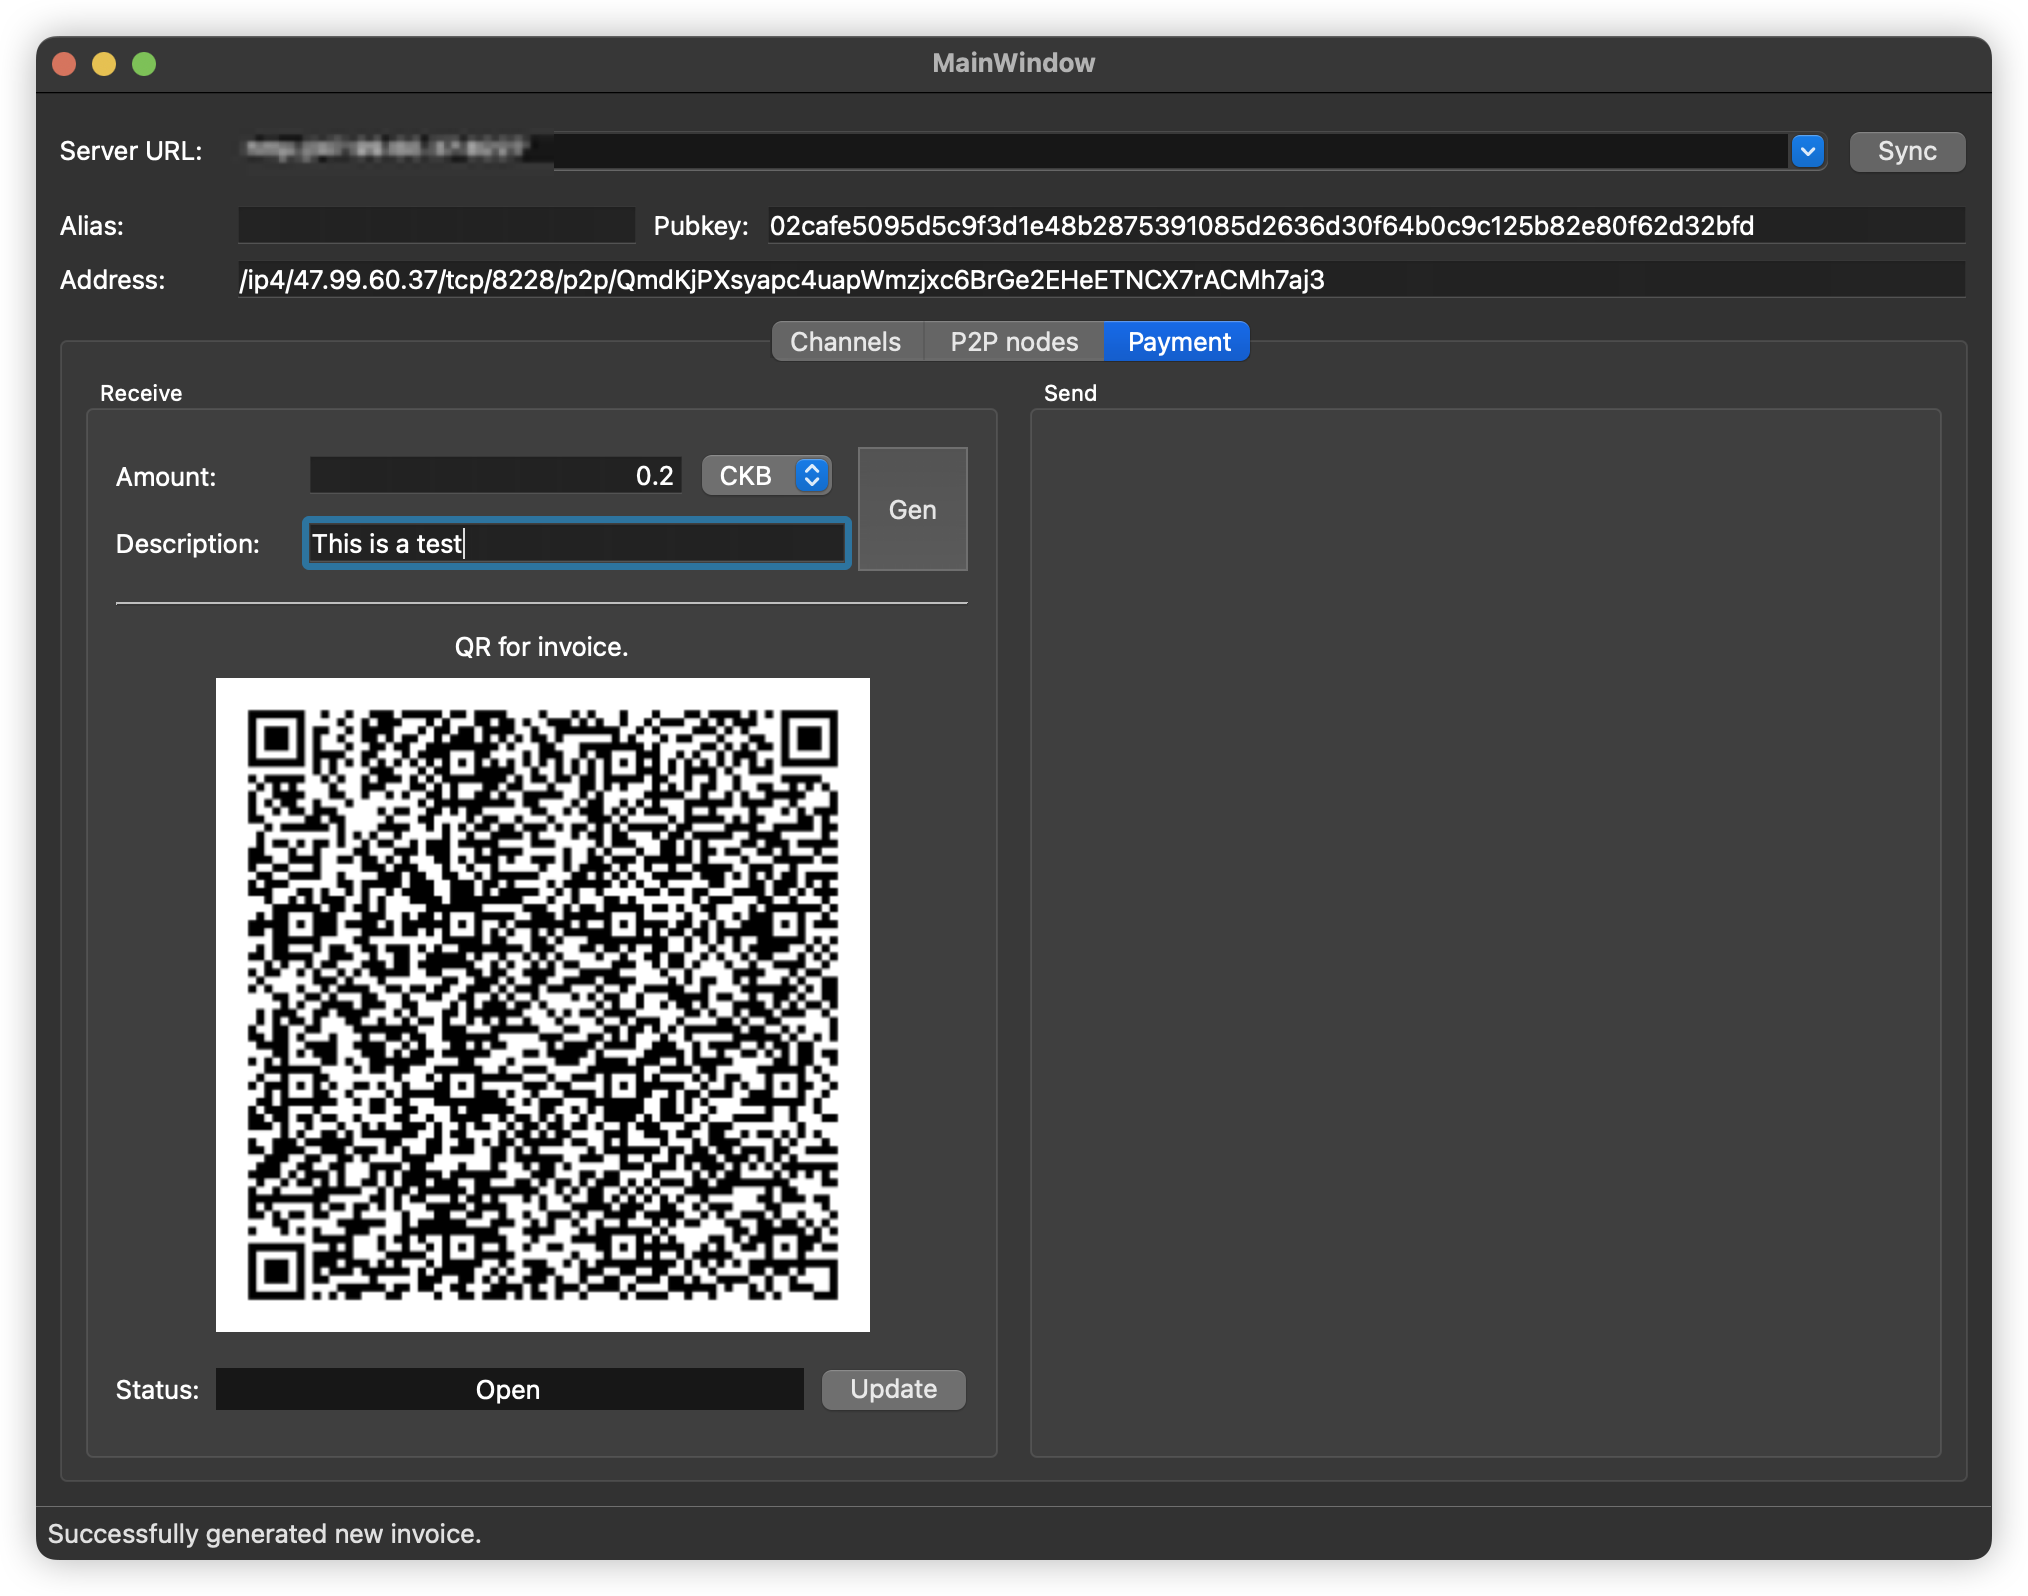 MainWindow
Server URL: Sync
Alias: Pubkey: 02cafe5095d5c9f3d1e48b2875391085d2636d30f64b0c9c125b82e80f62d32bfd
Address: /ip4/47.99.60.37/tcp/8228/p2p/QmdKjPXsyapc4uapWmzjxc6BrGe2EHeETNCX7rACMh7aj3
Channels P2P nodes Payment
Receive
Amount: 0.2 CKB
Gen
Description: This is a test
QR for invoice.
Status: Open Update
Send
Successfully generated new invoice.